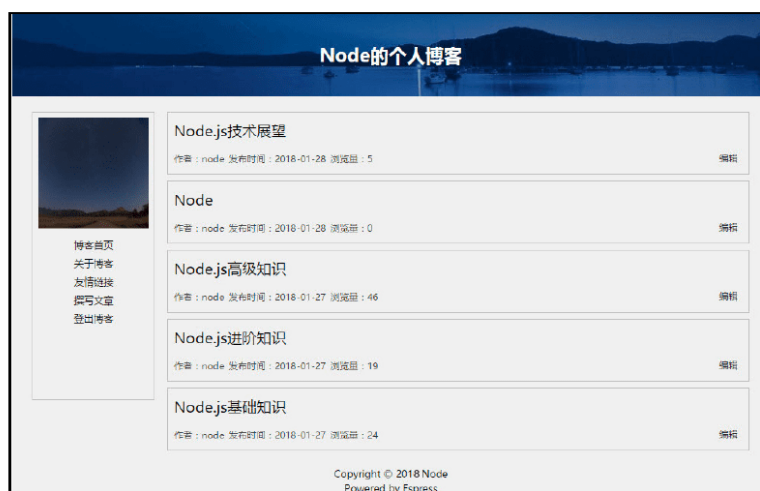 Node的个人博客
博客首页
关于博客
友情链接
撰写文章
登出博客
Node.js技术展望
作者：node 发布时间：2018-01-28 浏览量：5
编辑
Node
作者：node 发布时间：2018-01-28 浏览量：0
编辑
Node.js高级知识
作者：node 发布时间：2018-01-27 浏览量：46
编辑
Node.js进阶知识
作者：node 发布时间：2018-01-27 浏览量：19
编辑
Node.js基础知识
作者：node 发布时间：2018-01-27 浏览量：24
编辑
Copyright © 2018 Node
Powered by Express